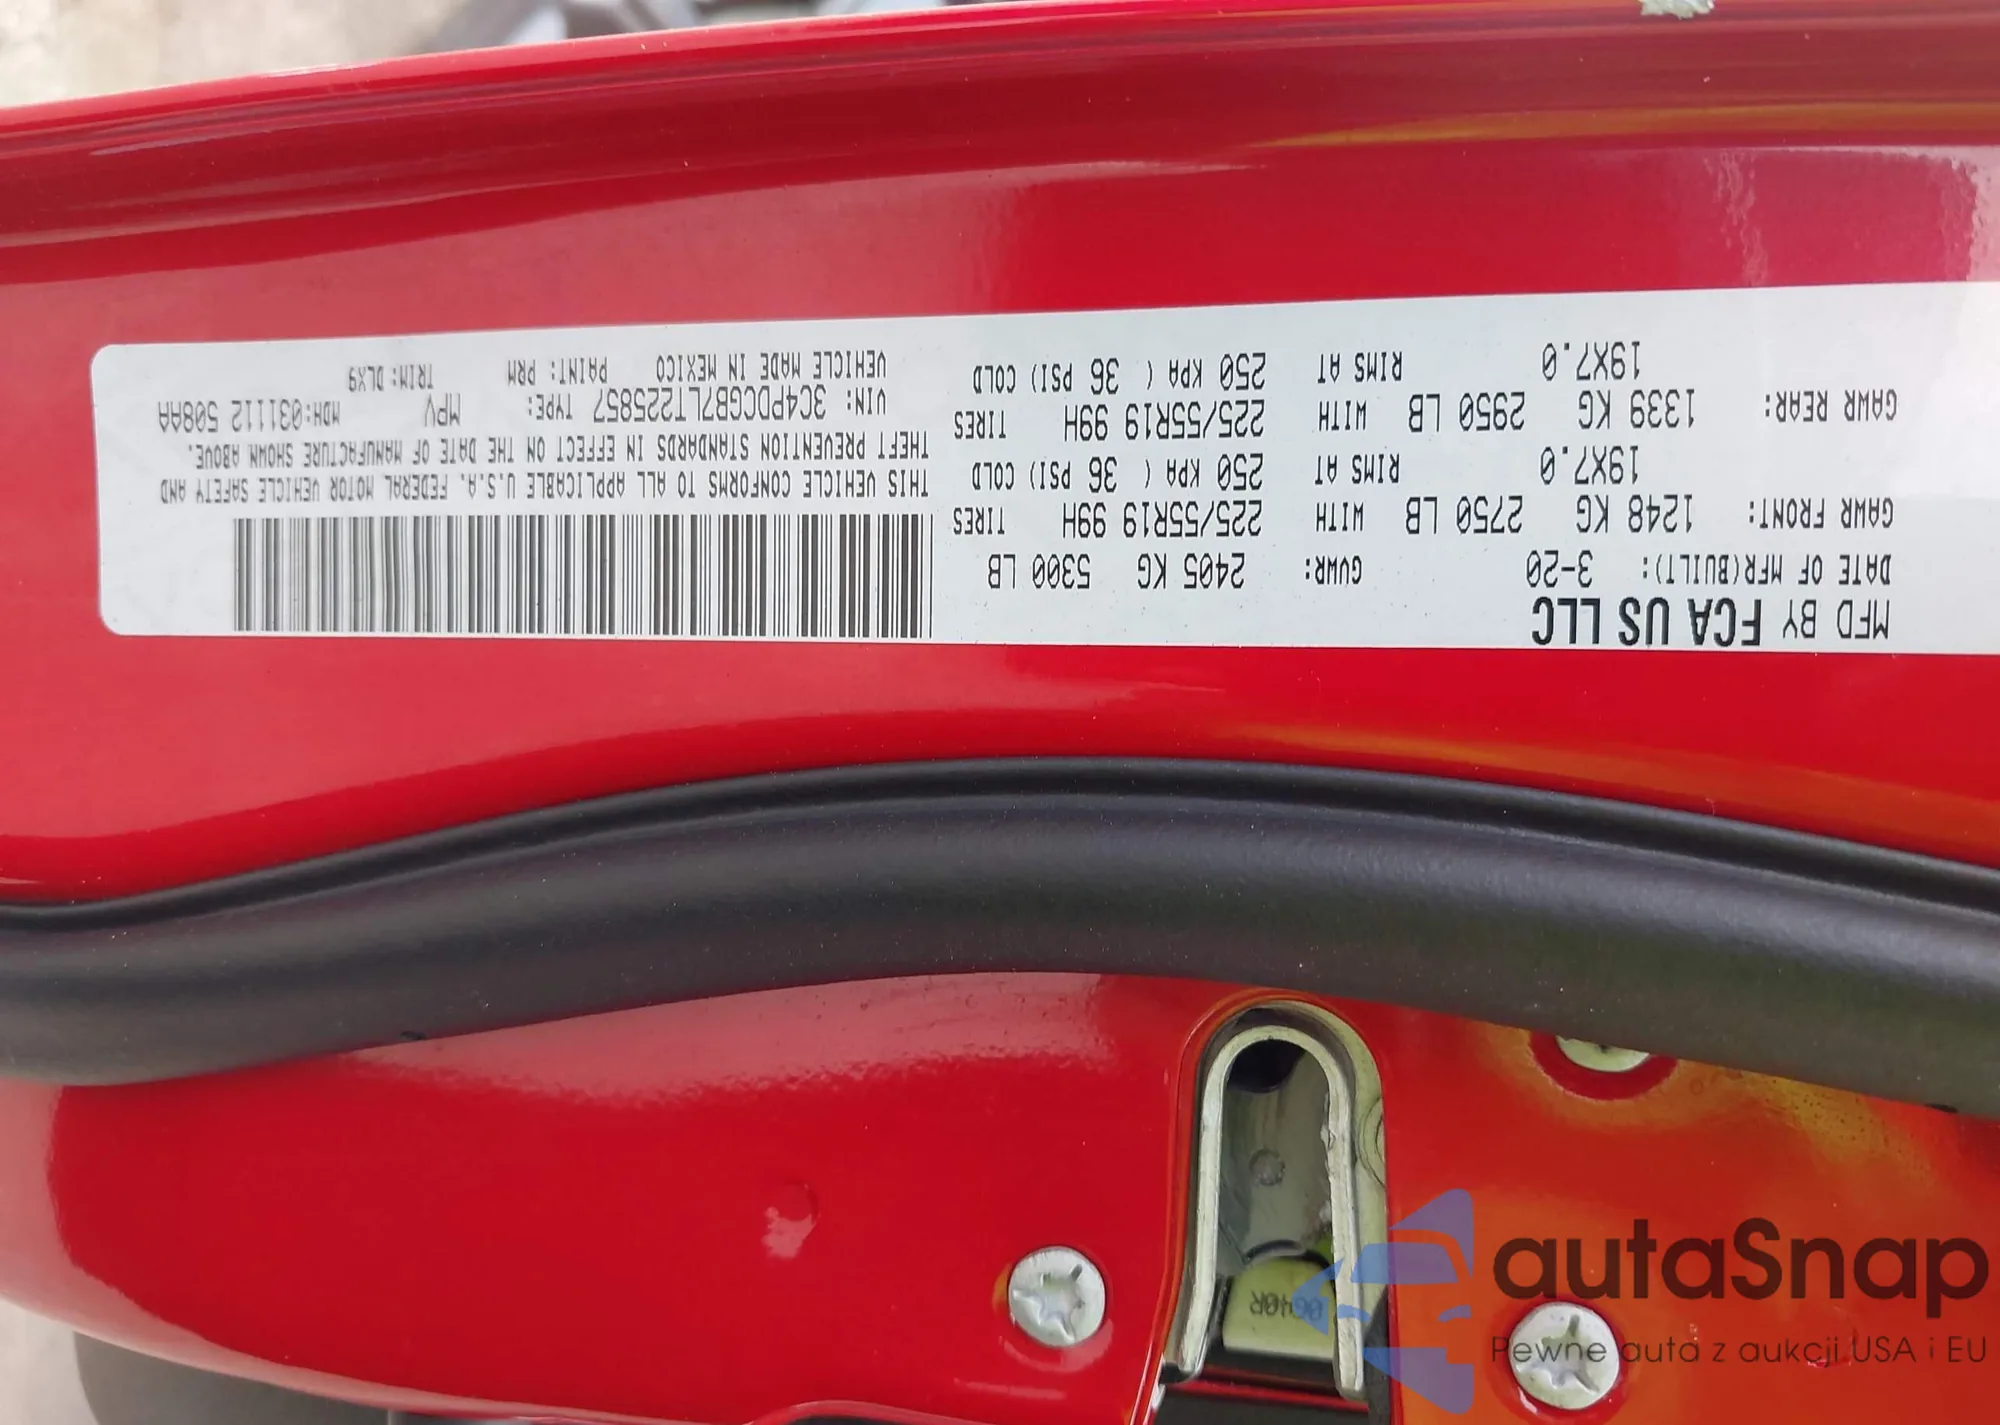 MFD BY FCA US LLC
DATE OF MFR(BUILT): 3-20 GVWR: 2405 KG 5300 LB
GAWR FRONT: 1248 KG 2750 LB WITH 225/55R19 99H TIRES
19X7.0 RIMS AT 250 KPA ( 36 PSI) COLD
GAWR REAR: 1339 KG 2950 LB WITH 225/55R19 99H TIRES
19X7.0 RIMS AT 250 KPA ( 36 PSI) COLD
THIS VEHICLE CONFORMS TO ALL APPLICABLE U.S.A. FEDERAL MOTOR VEHICLE SAFETY AND
THEFT PREVENTION STANDARDS IN EFFECT ON THE DATE OF MANUFACTURE SHOWN ABOVE.
VIN: 3C4PDCGB7LT225857 TYPE: MPV MDH:031112 508AA
VEHICLE MADE IN MEXICO PAINT: PRM TRIM: DLX9
autaSnap
Pewne auta z aukcji USA i EU